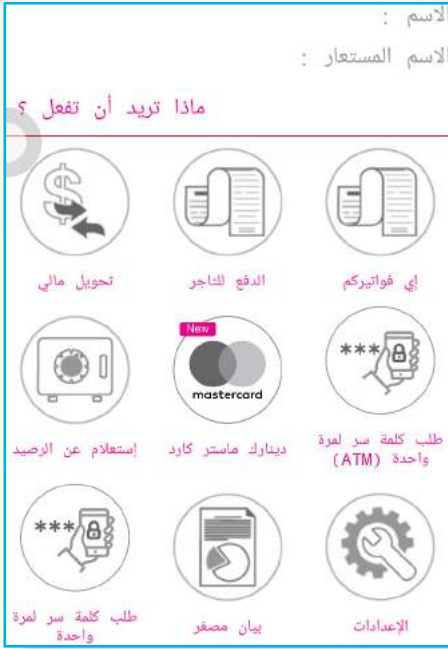 الاسم :
الاسم المستعار :
ماذا تريد أن تفعل ؟
إي فواتيركم
الدفع للتاجر
تحويل مالي
طلب كلمة سر لمرة
واحدة (ATM)
New
mastercard
دينارك ماستر كارد
إستعلام عن الرصيد
***
الإعدادات
بيان مصغر
***
طلب كلمة سر لمرة
واحدة